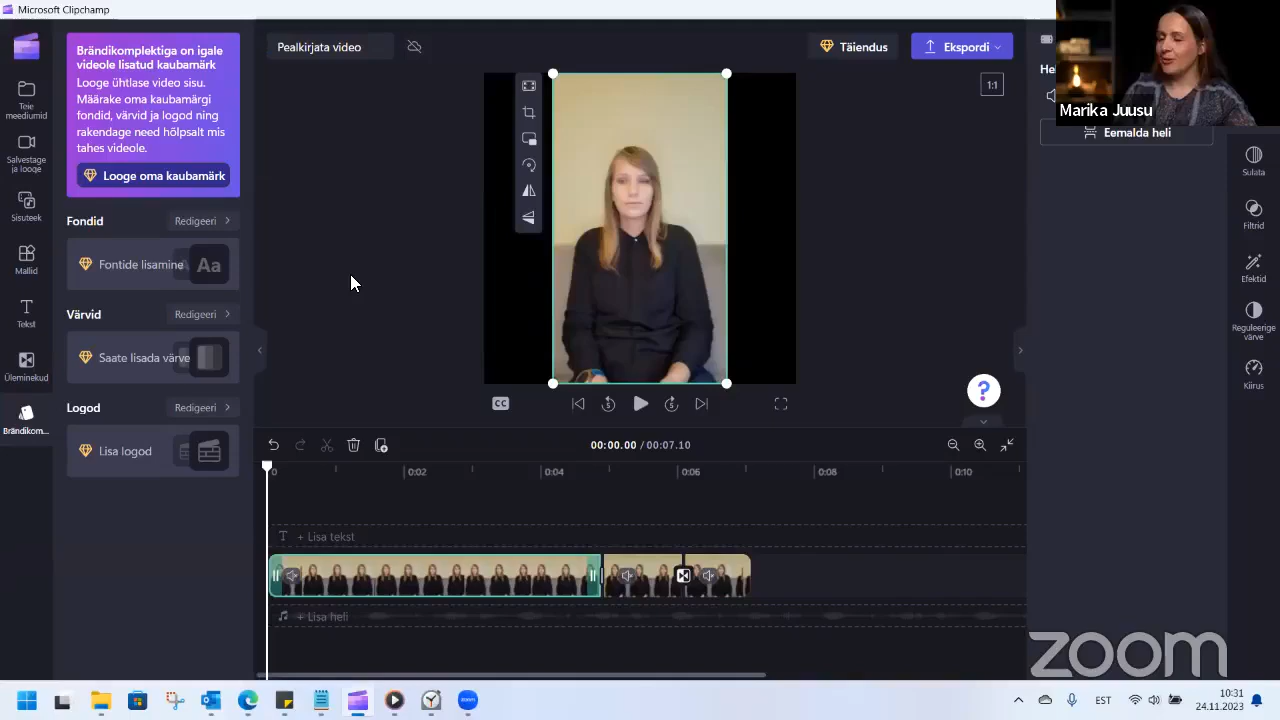 Microsoft Clipchamp
Teie meediumid
Salvestage ja looge
Sisuteek
Mallid
Tekst
Üleminekud
Brändikom...
Brändikomplektiga on igale
videole lisatud kaubamärk
Looge ühtlase video sisu.
Määrake oma kaubamärgi
fondid, värvid ja logod ning
rakendage need hõlpsalt mis
tahes videole.
Looge oma kaubamärk
Fondid
Redigeeri
Fontide lisamine
Aa
Värvid
Redigeeri
Saate lisada värve
Logod
Redigeeri
Lisa logod
Pealkirjata video
Täiendus
Ekspordi
1:1
CC
5
5
?
Marika Juusu
Eemalda heli
Sulata
Filtrid
Efektid
Reguleerige värve
Kiirus
00:00.00 / 00:07.10
0
0:02
0:04
0:06
0:08
0:10
T + Lisa tekst
+ Lisa heli
zoom
zoom
EST
10:31
24.11.2023